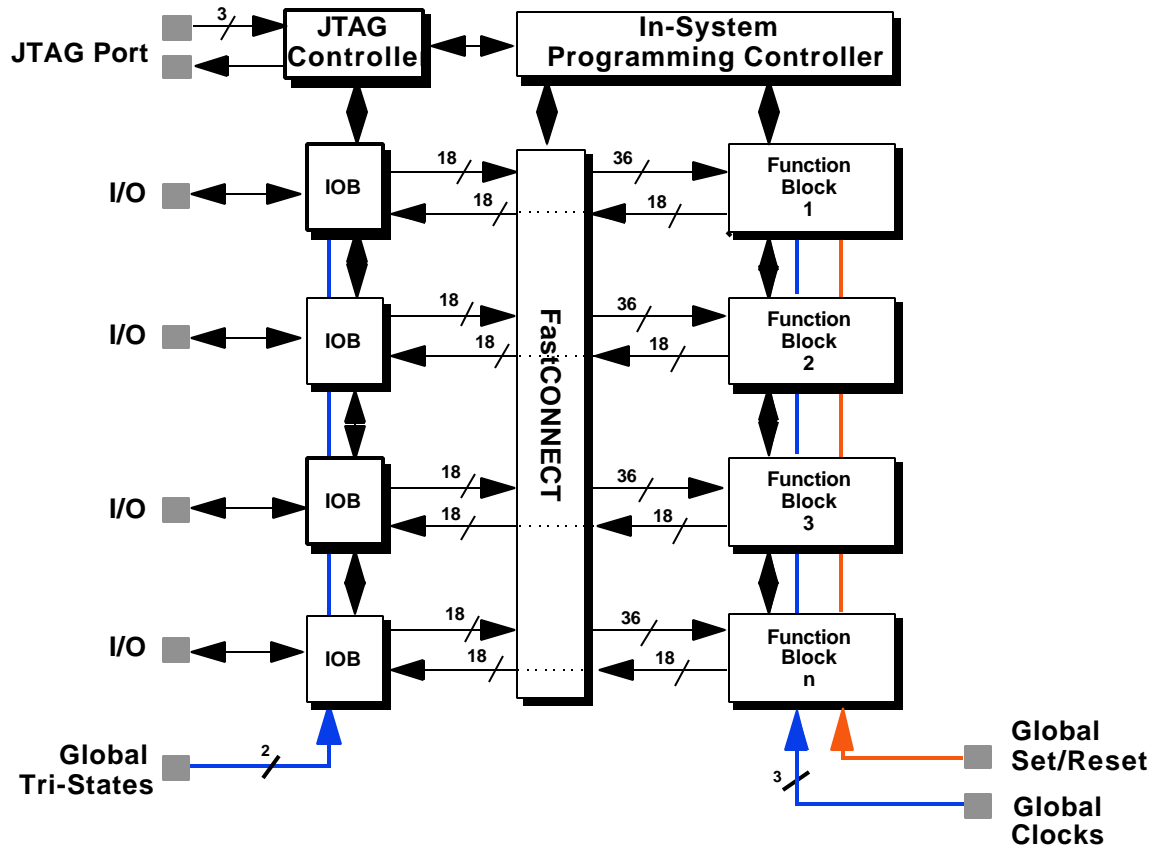 3
JTAG Port
JTAG
Controller
In-System
Programming Controller
I/O
IOB
18
18
36
18
Function
Block
1
I/O
IOB
18
18
36
18
Function
Block
2
FastCONNECT
I/O
IOB
18
18
36
18
Function
Block
3
I/O
IOB
18
18
36
18
Function
Block
n
Global
Tri-States
2
3
Global
Set/Reset
Global
Clocks